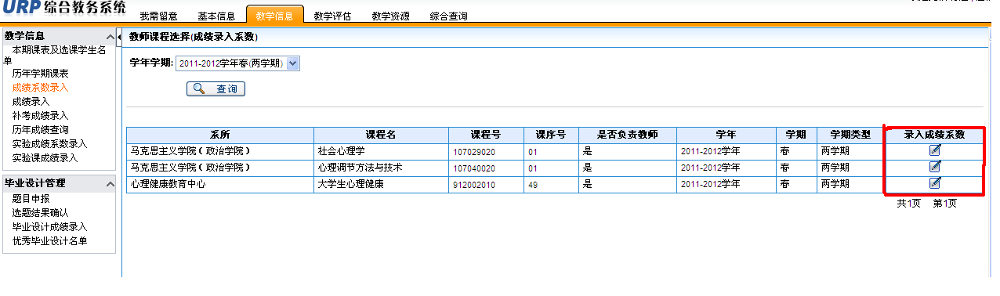 URP 综合教务系统
我需留意 基本信息 教学信息 教学评估 教学资源 综合查询
教学信息
本期课表及选课学生名
单
历年学期课表
成绩系数录入
成绩录入
补考成绩录入
历年成绩查询
实验成绩系数录入
实验课成绩录入
毕业设计管理
题目申报
选题结果确认
毕业设计成绩录入
优秀毕业设计名单
教师课程选择(成绩录入系数)
学年学期: 2011-2012学年春(两学期)
查询
系所 课程名 课程号 课序号 是否负责教师 学年 学期 学期类型 录入成绩系数
马克思主义学院（政治学院） 社会心理学 107029020 01 是 2011-2012学年 春 两学期
马克思主义学院（政治学院） 心理调节方法与技术 107040020 01 是 2011-2012学年 春 两学期
心理健康教育中心 大学生心理健康 912002010 49 是 2011-2012学年 春 两学期
共1页 第1页